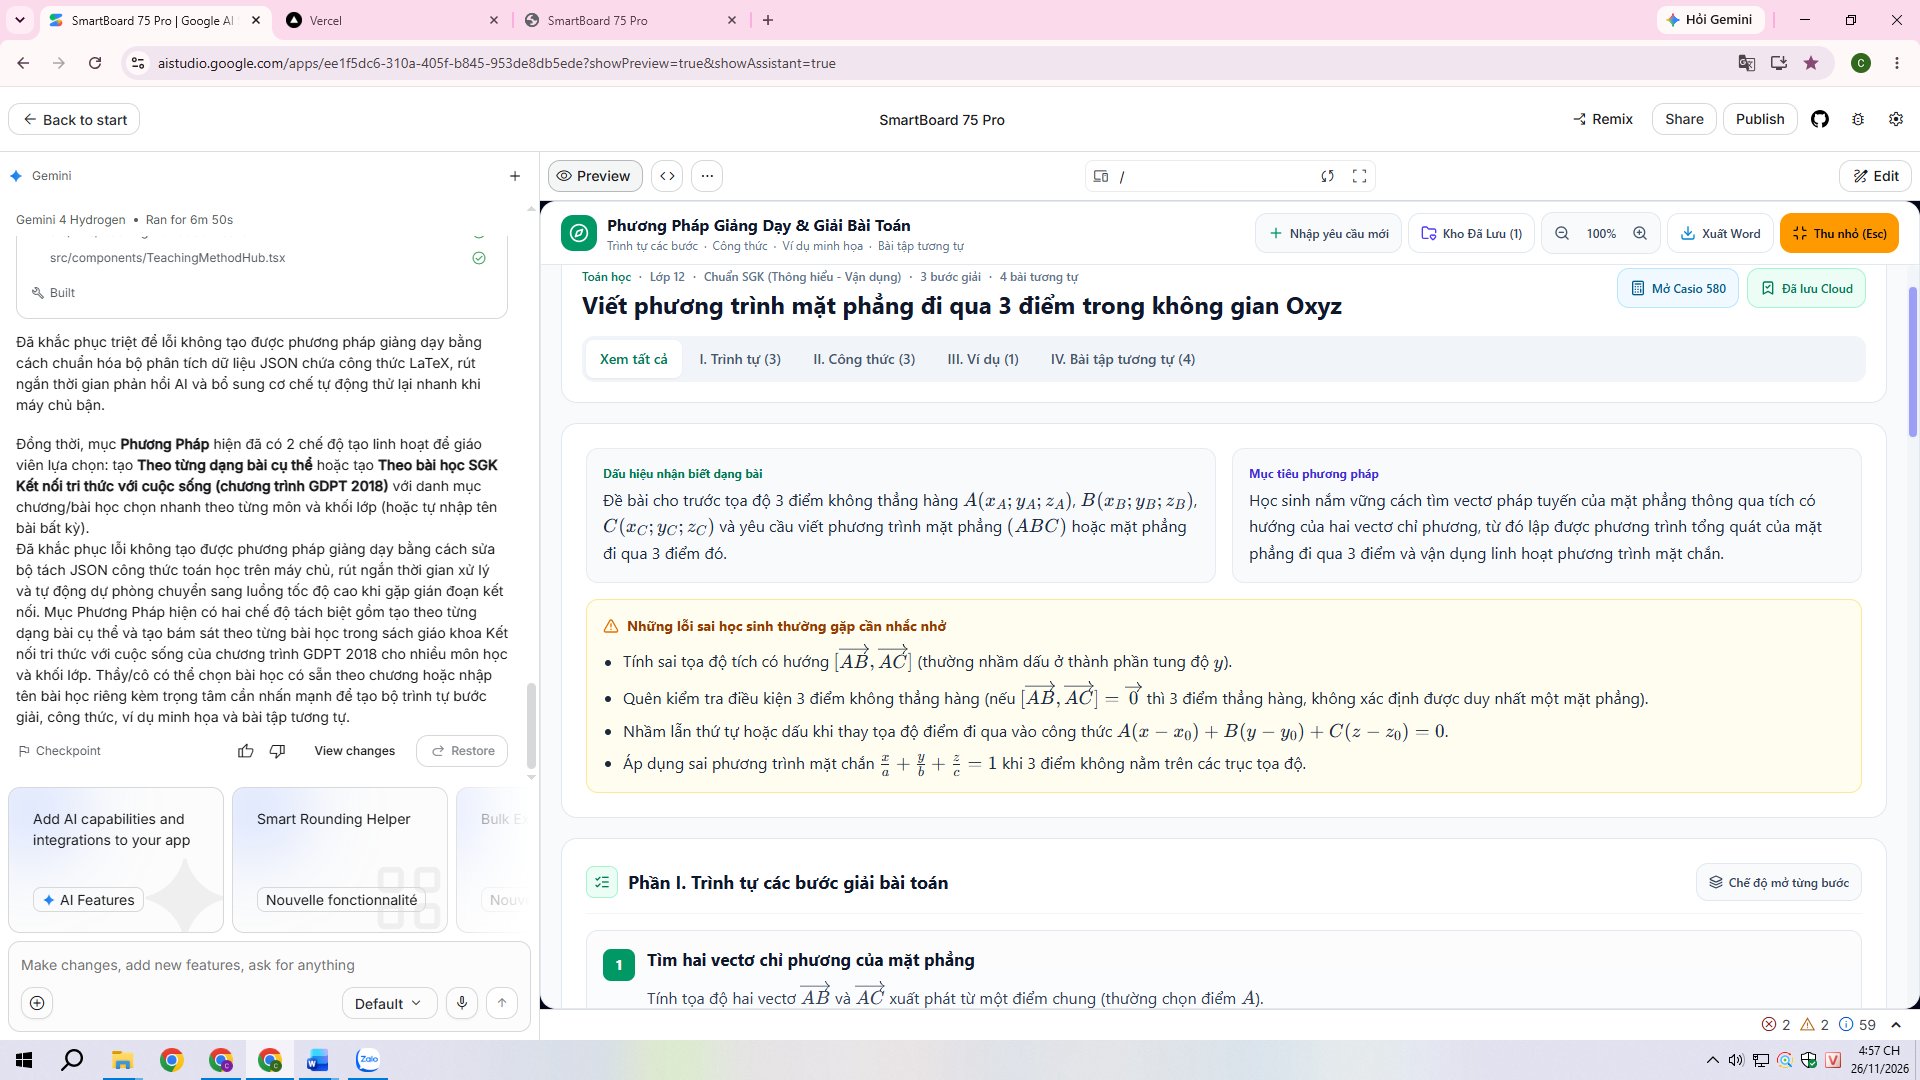 SmartBoard 75 Pro | Google AI
Vercel
SmartBoard 75 Pro
Hỏi Gemini
aistudio.google.com/apps/ee1f5dc6-310a-405f-b845-953de8db5ede?showPreview=true&showAssistant=true
C
Back to start
SmartBoard 75 Pro
Remix
Share
Publish
Gemini
Preview
/
Edit
Gemini 4 Hydrogen • Ran for 6m 50s
src/components/TeachingMethodHub.tsx
Built
Đã khắc phục triệt để lỗi không tạo được phương pháp giảng dạy bằng
cách chuẩn hóa bộ phân tích dữ liệu JSON chứa công thức LaTeX, rút
ngắn thời gian phản hồi AI và bổ sung cơ chế tự động thử lại nhanh khi
máy chủ bận.
Đồng thời, mục Phương Pháp hiện đã có 2 chế độ tạo linh hoạt để giáo
viên lựa chọn: tạo Theo từng dạng bài cụ thể hoặc tạo Theo bài học SGK
Kết nối tri thức với cuộc sống (chương trình GDPT 2018) với danh mục
chương/bài học chọn nhanh theo từng môn và khối lớp (hoặc tự nhập tên
bài bất kỳ).
Đã khắc phục lỗi không tạo được phương pháp giảng dạy bằng cách sửa
bộ tách JSON công thức toán học trên máy chủ, rút ngắn thời gian xử lý
và tự động dự phòng chuyển sang luồng tốc độ cao khi gặp gián đoạn kết
nối. Mục Phương Pháp hiện có hai chế độ tách biệt gồm tạo theo từng
dạng bài cụ thể và tạo bám sát theo từng bài học trong sách giáo khoa Kết
nối tri thức với cuộc sống của chương trình GDPT 2018 cho nhiều môn học
và khối lớp. Thầy/cô có thể chọn bài học có sẵn theo chương hoặc nhập
tên bài học riêng kèm trọng tâm cần nhấn mạnh để tạo bộ trình tự bước
giải, công thức, ví dụ minh họa và bài tập tương tự.
Checkpoint
View changes
Restore
Add AI capabilities and
integrations to your app
AI Features
Smart Rounding Helper
Nouvelle fonctionnalité
Make changes, add new features, ask for anything
Default
Phương Pháp Giảng Dạy & Giải Bài Toán
Trình tự các bước · Công thức · Ví dụ minh họa · Bài tập tương tự
Nhập yêu cầu mới
Kho Đã Lưu (1)
100%
Xuất Word
Thu nhỏ (Esc)
Toán học · Lớp 12 · Chuẩn SGK (Thông hiểu - Vận dụng) · 3 bước giải · 4 bài tương tự
Viết phương trình mặt phẳng đi qua 3 điểm trong không gian Oxyz
Mở Casio 580
Đã lưu Cloud
Xem tất cả
I. Trình tự (3)
II. Công thức (3)
III. Ví dụ (1)
IV. Bài tập tương tự (4)
Dấu hiệu nhận biết dạng bài
Đề bài cho trước tọa độ 3 điểm không thẳng hàng A(x_A; y_A; z_A), B(x_B; y_B; z_B),
C(x_C; y_C; z_C) và yêu cầu viết phương trình mặt phẳng (ABC) hoặc mặt phẳng
đi qua 3 điểm đó.
Mục tiêu phương pháp
Học sinh nắm vững cách tìm vectơ pháp tuyến của mặt phẳng thông qua tích có
hướng của hai vectơ chỉ phương, từ đó lập được phương trình tổng quát của mặt
phẳng đi qua 3 điểm và vận dụng linh hoạt phương trình mặt chắn.
Những lỗi sai học sinh thường gặp cần nhắc nhở
• Tính sai tọa độ tích có hướng [\overrightarrow{AB}, \overrightarrow{AC}] (thường nhầm dấu ở thành phần tung độ y).
• Quên kiểm tra điều kiện 3 điểm không thẳng hàng (nếu [\overrightarrow{AB}, \overrightarrow{AC}] = \overrightarrow{0} thì 3 điểm thẳng hàng, không xác định được duy nhất một mặt phẳng).
• Nhầm lẫn thứ tự hoặc dấu khi thay tọa độ điểm đi qua vào công thức A(x − x₀) + B(y − y₀) + C(z − z₀) = 0.
• Áp dụng sai phương trình mặt chắn x/a + y/b + z/c = 1 khi 3 điểm không nằm trên các trục tọa độ.
Phần I. Trình tự các bước giải bài toán
Chế độ mở từng bước
1
Tìm hai vectơ chỉ phương của mặt phẳng
Tính tọa độ hai vectơ \overrightarrow{AB} và \overrightarrow{AC} xuất phát từ một điểm chung (thường chọn điểm A).
2
2
59
Zalo
V
4:57 CH
26/11/2026